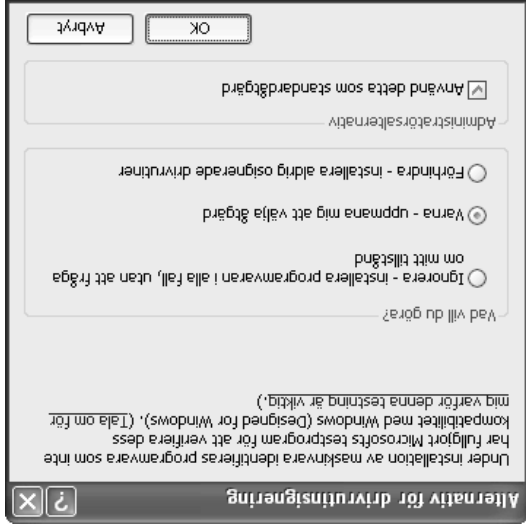 Alternativ för drivrutinsignering
Under installation av maskinvara identifieras programvara som inte
har fullgjort Microsofts testprogram för att verifiera dess
kompatibilitet med Windows (Designed for Windows). (Tala om för
mig varför denna testning är viktig.)
Vad vill du göra?
Ignorera - installera programvaran i alla fall, utan att fråga
om mitt tillstånd
Varna - uppmana mig att välja åtgärd
Förhindra - installera aldrig osignerade drivrutiner
Administratörsalternativ
Använd detta som standardåtgärd
OK
Avbryt